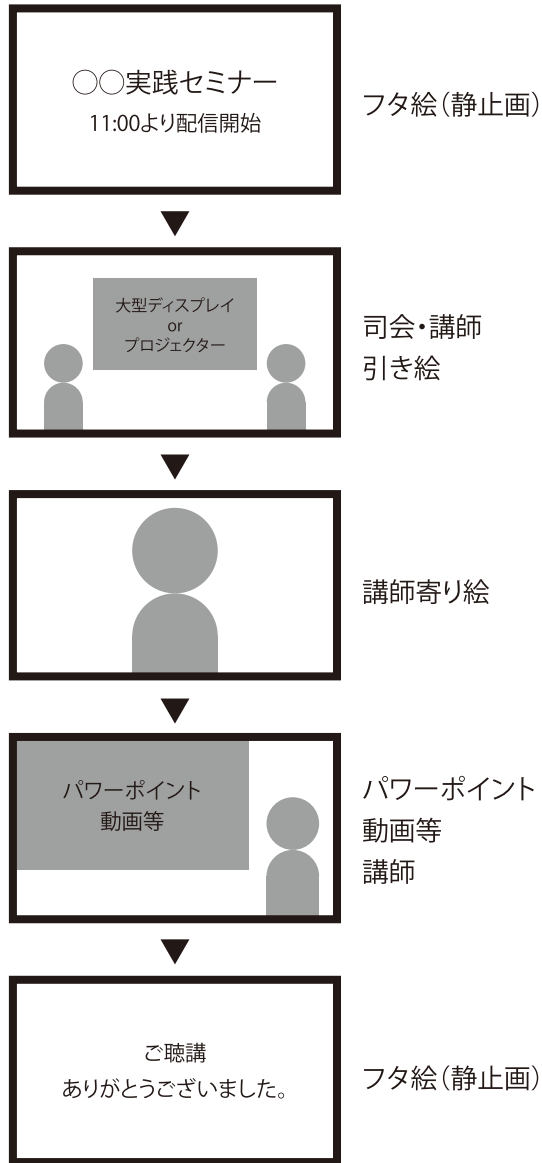 〇〇実践セミナー
11:00より配信開始
フタ絵（静止画）
大型ディスプレイ
or
プロジェクター
司会・講師
引き絵
講師寄り絵
パワーポイント
動画等
パワーポイント
動画等
講師
ご聴講
ありがとうございました。
フタ絵（静止画）